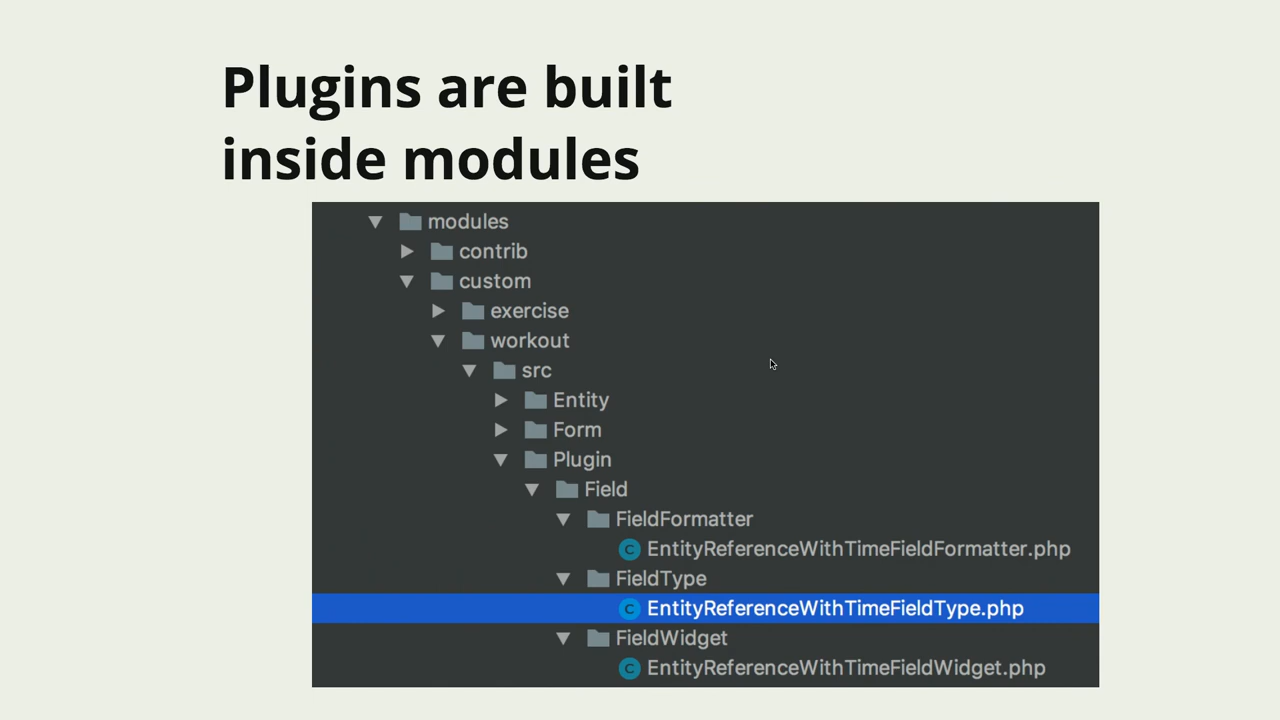 Plugins are built
inside modules
modules
contrib
custom
exercise
workout
src
Entity
Form
Plugin
Field
FieldFormatter
C EntityReferenceWithTimeFieldFormatter.php
FieldType
C EntityReferenceWithTimeFieldType.php
FieldWidget
C EntityReferenceWithTimeFieldWidget.php